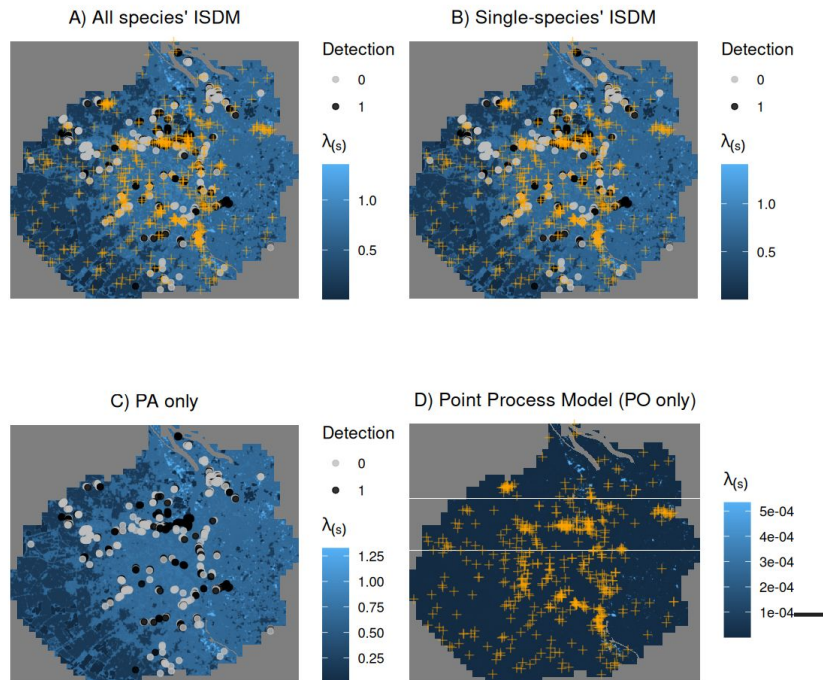 A) All species' ISDM
Detection
0
1
λ(s)
1.0
0.5
B) Single-species' ISDM
Detection
0
1
λ(s)
1.0
0.5
C) PA only
Detection
0
1
λ(s)
1.25
1.00
0.75
0.50
0.25
D) Point Process Model (PO only)
λ(s)
5e-04
4e-04
3e-04
2e-04
1e-04